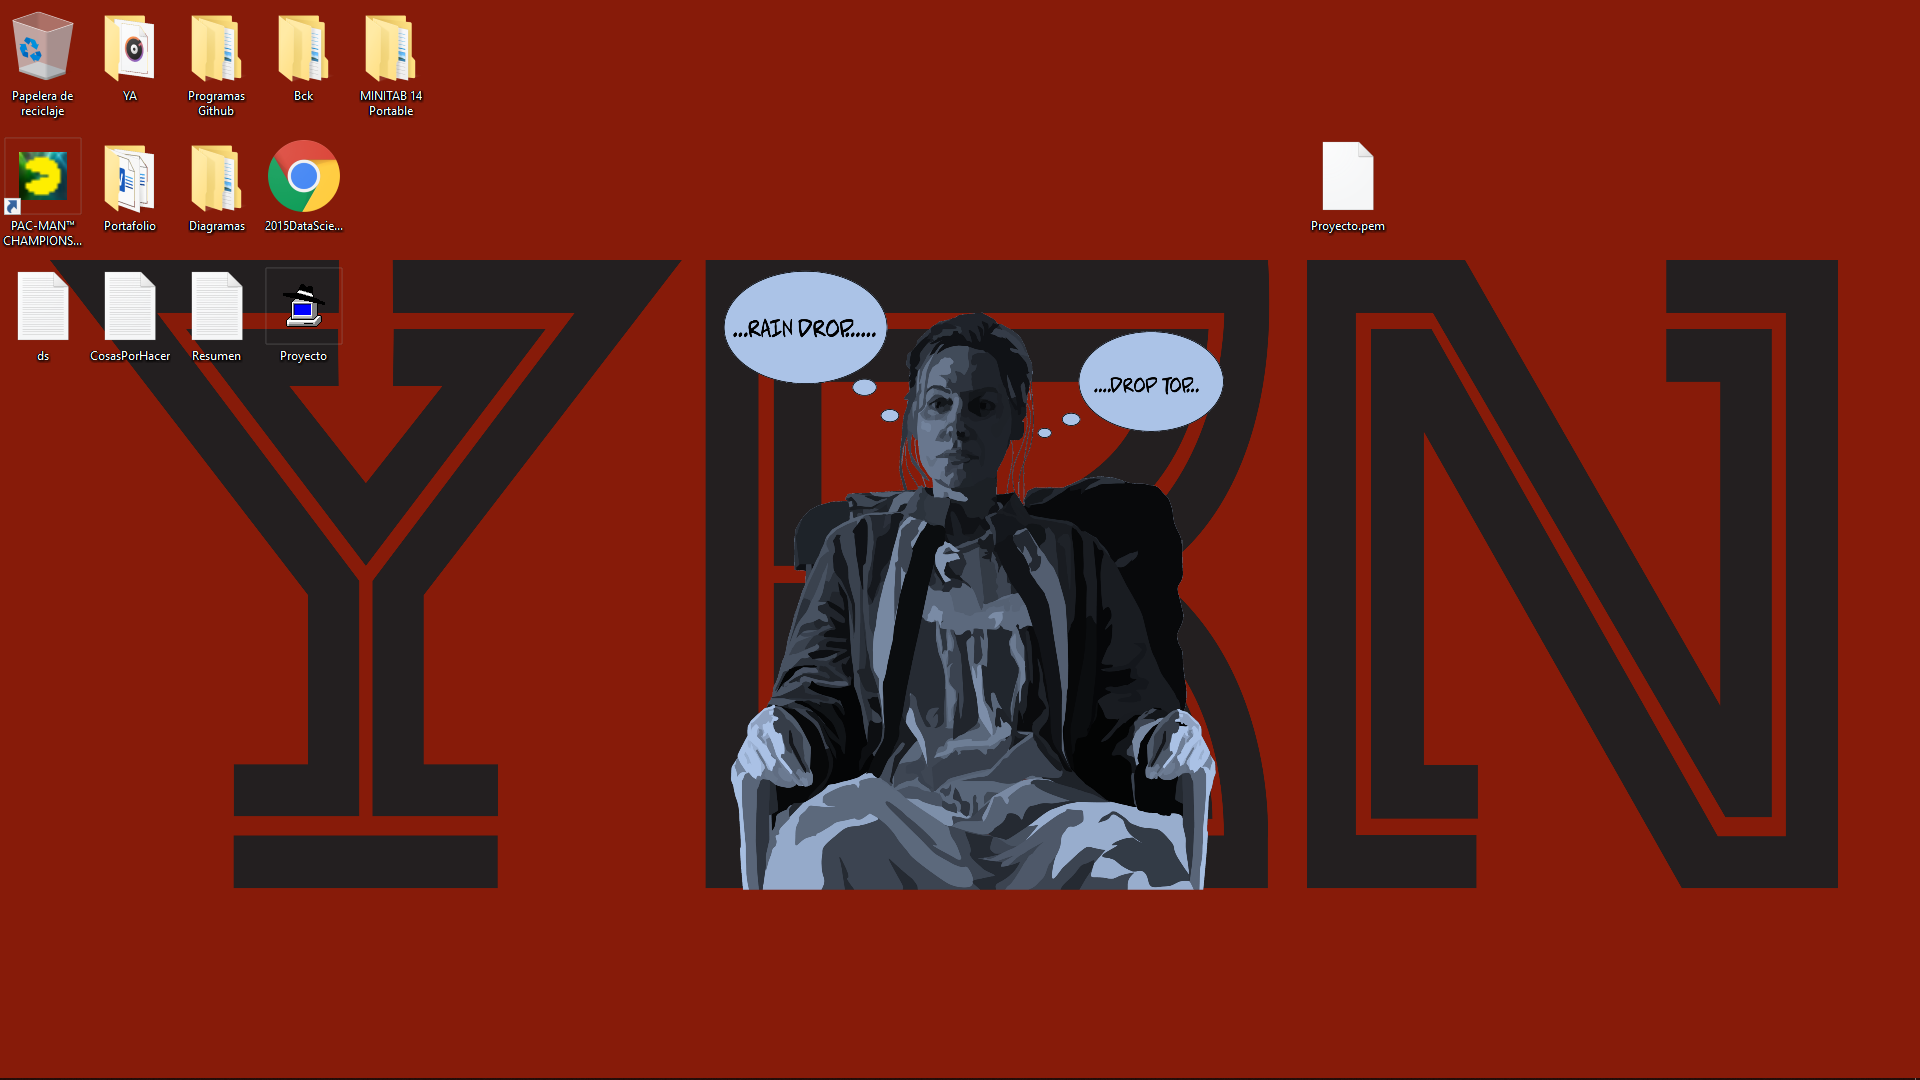 Papelera de
reciclaje
YA
Programas
Github
Bck
MINITAB 14
Portable
PAC-MAN™
CHAMPIONS...
Portafolio
Diagramas
2015DataScie...
Proyecto.pem
ds
CosasPorHacer
Resumen
Proyecto
...RAIN DROP......
....DROP TOP...
YRN